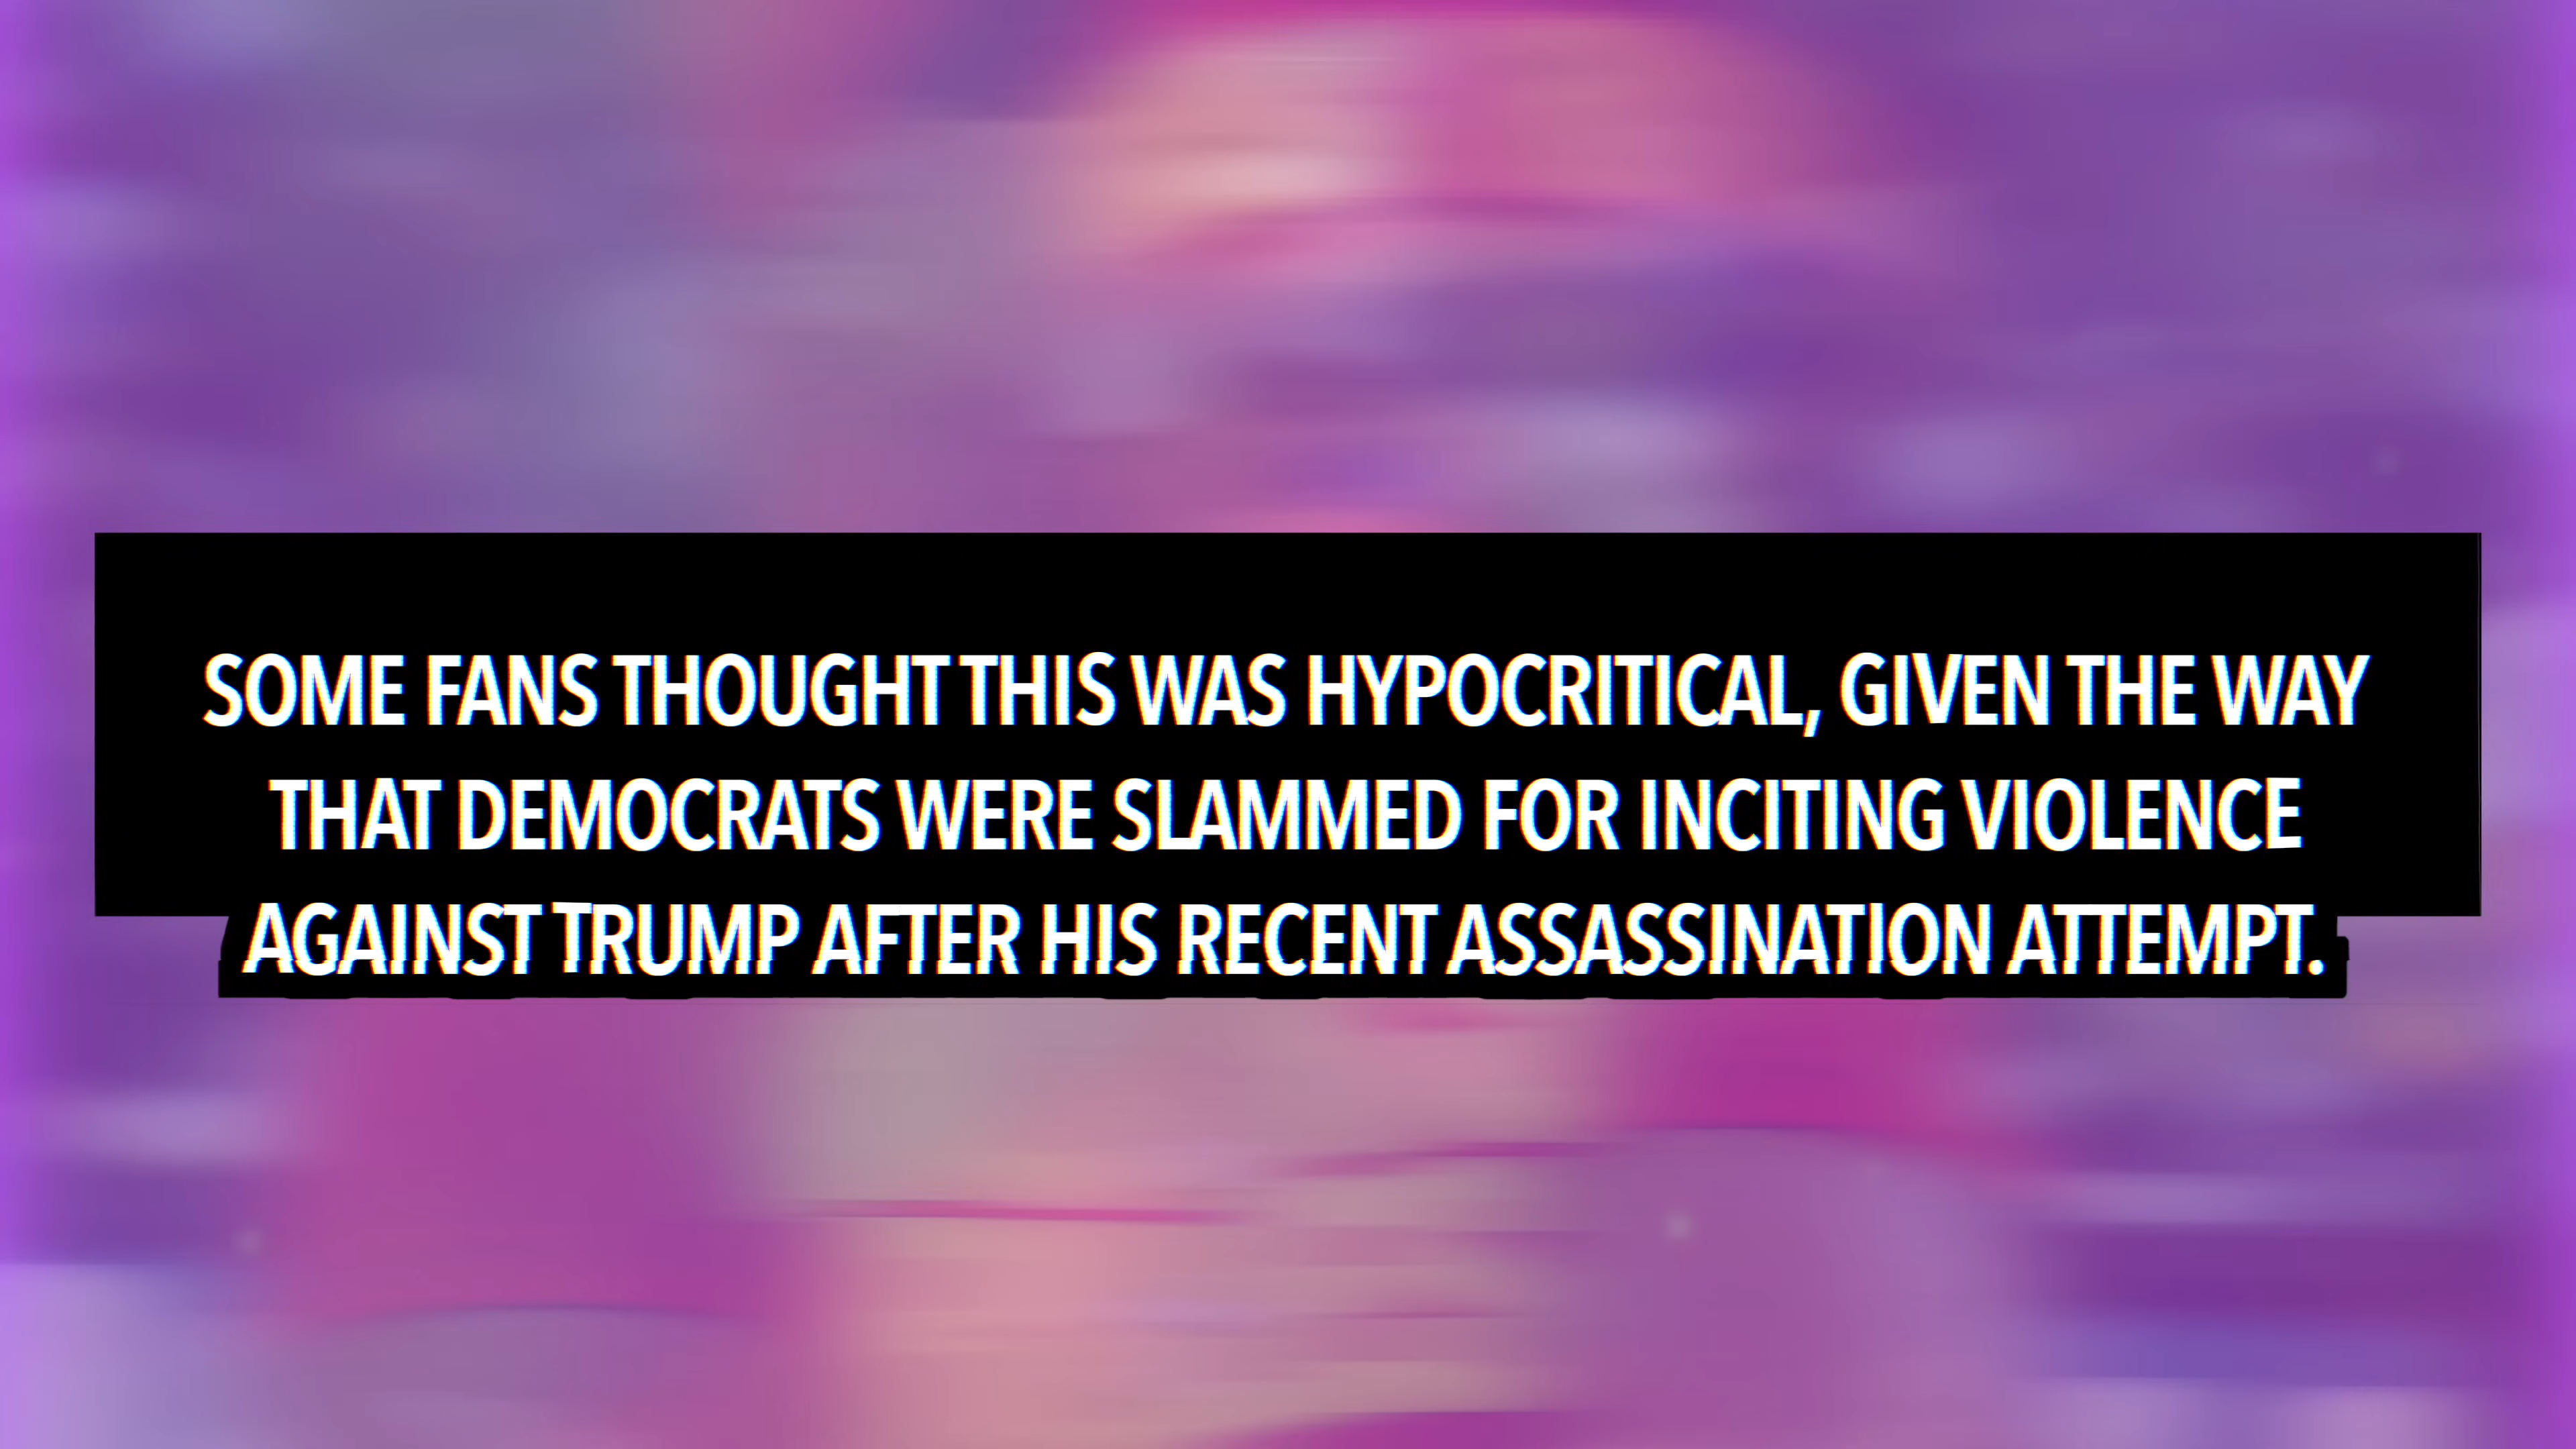 SOME FANS THOUGHT THIS WAS HYPOCRITICAL, GIVEN THE WAY
THAT DEMOCRATS WERE SLAMMED FOR INCITING VIOLENCE
AGAINST TRUMP AFTER HIS RECENT ASSASSINATION ATTEMPT.